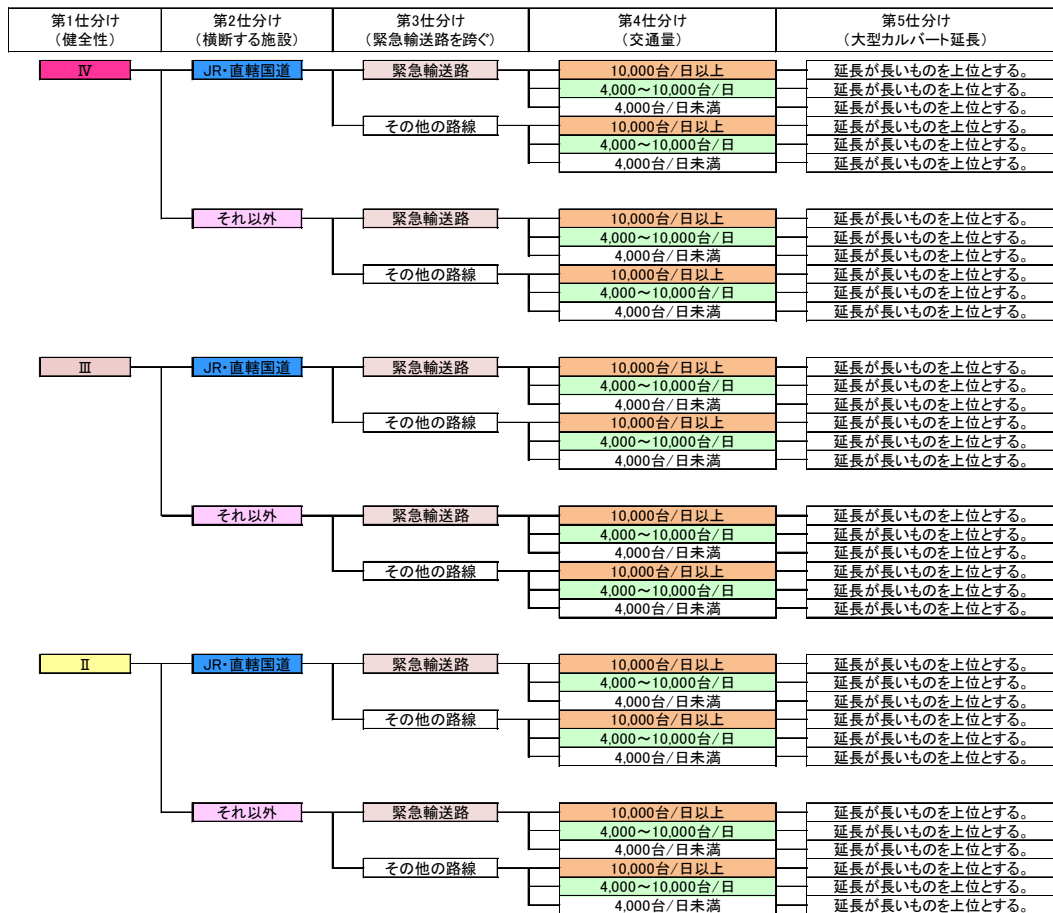 第1仕分け 第2仕分け 第3仕分け 第4仕分け 第5仕分け
(健全性) (横断する施設) (緊急輸送路を跨ぐ) (交通量) (大型カルバート延長)
Ⅳ JR・直轄国道 緊急輸送路 10,000台/日以上 延長が長いものを上位とする。
4,000～10,000台/日 延長が長いものを上位とする。
4,000台/日未満 延長が長いものを上位とする。
その他の路線 10,000台/日以上 延長が長いものを上位とする。
4,000～10,000台/日 延長が長いものを上位とする。
4,000台/日未満 延長が長いものを上位とする。
それ以外 緊急輸送路 10,000台/日以上 延長が長いものを上位とする。
4,000～10,000台/日 延長が長いものを上位とする。
4,000台/日未満 延長が長いものを上位とする。
その他の路線 10,000台/日以上 延長が長いものを上位とする。
4,000～10,000台/日 延長が長いものを上位とする。
4,000台/日未満 延長が長いものを上位とする。
Ⅲ JR・直轄国道 緊急輸送路 10,000台/日以上 延長が長いものを上位とする。
4,000～10,000台/日 延長が長いものを上位とする。
4,000台/日未満 延長が長いものを上位とする。
その他の路線 10,000台/日以上 延長が長いものを上位とする。
4,000～10,000台/日 延長が長いものを上位とする。
4,000台/日未満 延長が長いものを上位とする。
それ以外 緊急輸送路 10,000台/日以上 延長が長いものを上位とする。
4,000～10,000台/日 延長が長いものを上位とする。
4,000台/日未満 延長が長いものを上位とする。
その他の路線 10,000台/日以上 延長が長いものを上位とする。
4,000～10,000台/日 延長が長いものを上位とする。
4,000台/日未満 延長が長いものを上位とする。
Ⅱ JR・直轄国道 緊急輸送路 10,000台/日以上 延長が長いものを上位とする。
4,000～10,000台/日 延長が長いものを上位とする。
4,000台/日未満 延長が長いものを上位とする。
その他の路線 10,000台/日以上 延長が長いものを上位とする。
4,000～10,000台/日 延長が長いものを上位とする。
4,000台/日未満 延長が長いものを上位とする。
それ以外 緊急輸送路 10,000台/日以上 延長が長いものを上位とする。
4,000～10,000台/日 延長が長いものを上位とする。
4,000台/日未満 延長が長いものを上位とする。
その他の路線 10,000台/日以上 延長が長いものを上位とする。
4,000～10,000台/日 延長が長いものを上位とする。
4,000台/日未満 延長が長いものを上位とする。